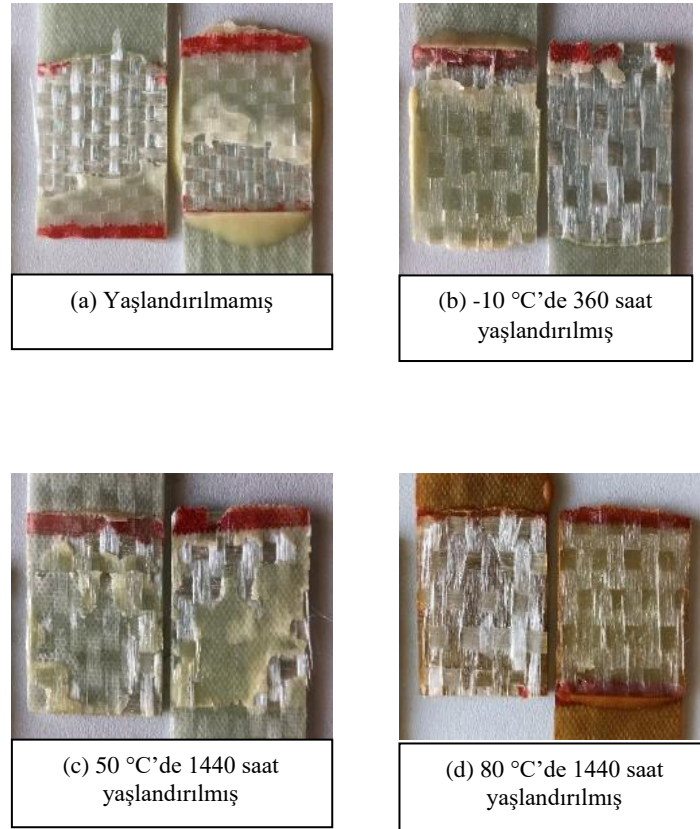 (a) Yaşlandırılmamış
(b) -10 °C’de 360 saat
yaşlandırılmış
(c) 50 °C’de 1440 saat
yaşlandırılmış
(d) 80 °C’de 1440 saat
yaşlandırılmış